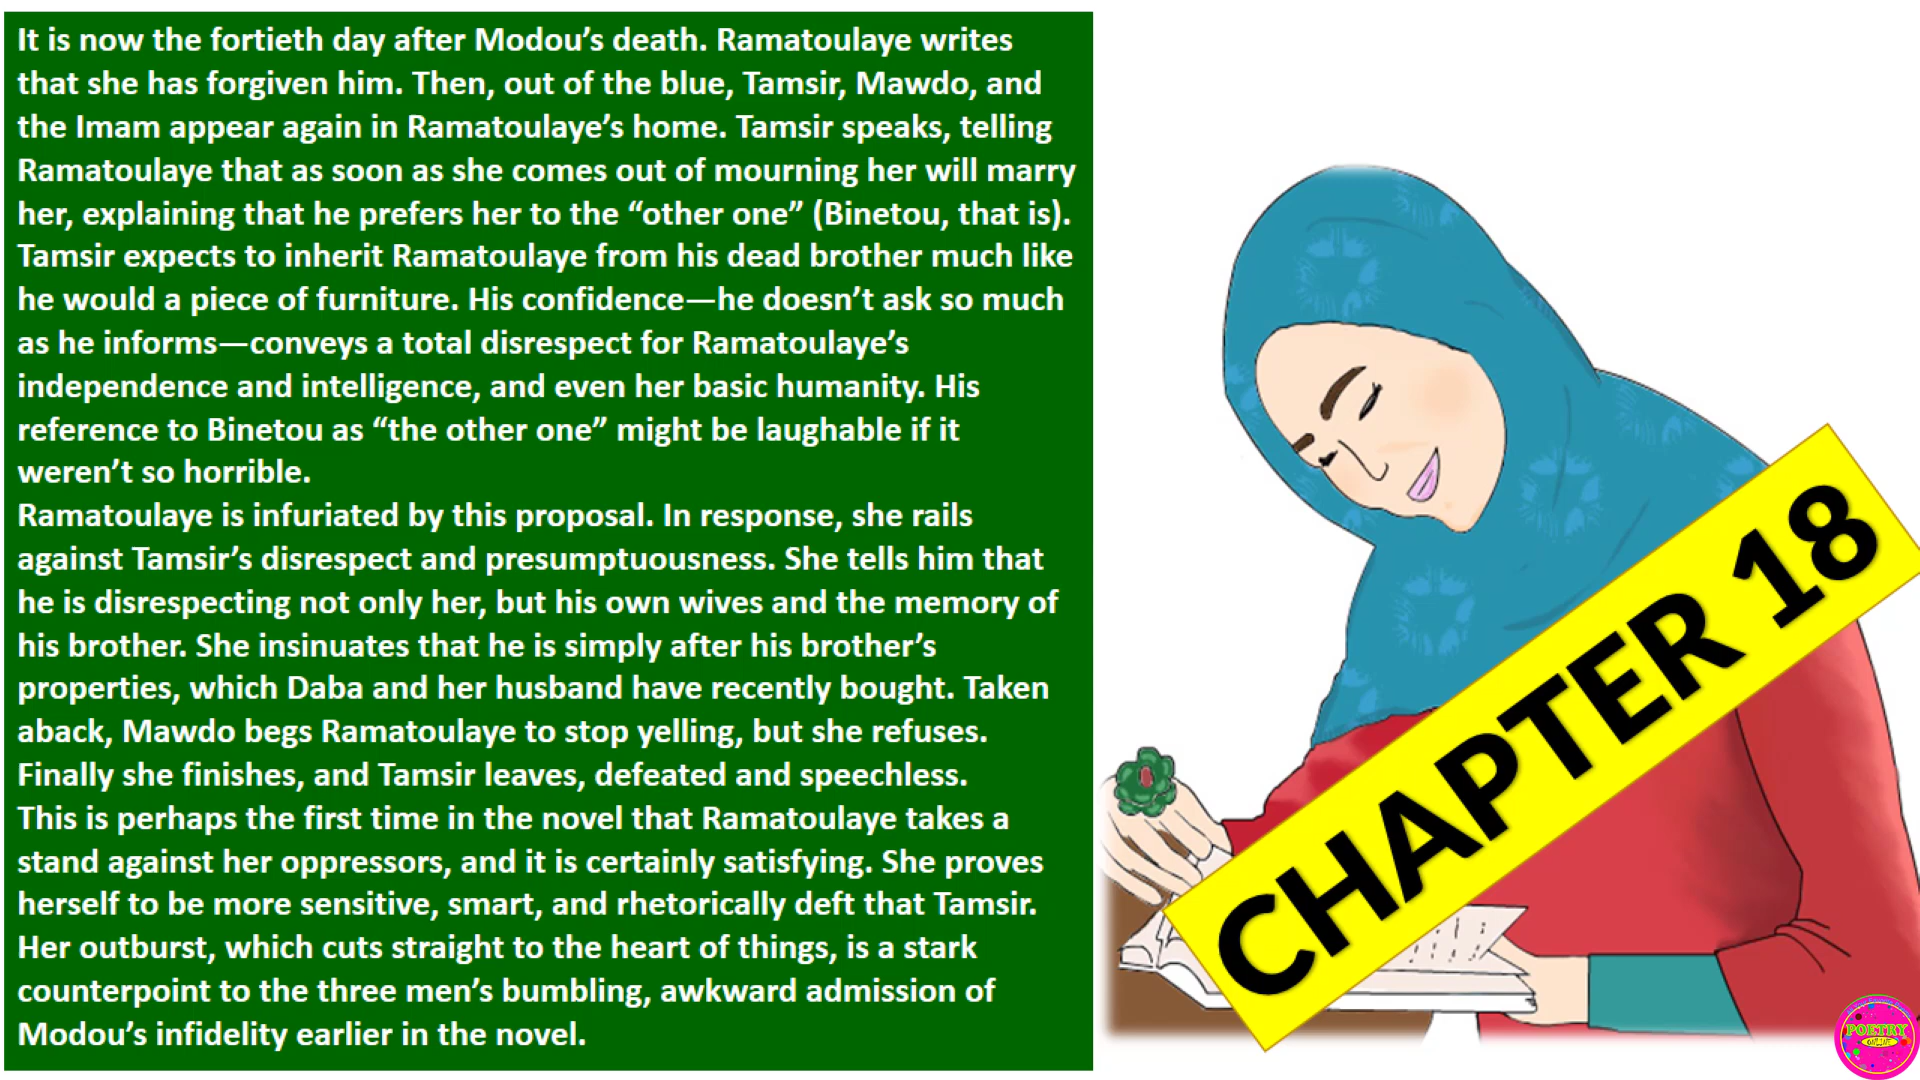 It is now the fortieth day after Modou’s death. Ramatoulaye writes
that she has forgiven him. Then, out of the blue, Tamsir, Mawdo, and
the Imam appear again in Ramatoulaye’s home. Tamsir speaks, telling
Ramatoulaye that as soon as she comes out of mourning her will marry
her, explaining that he prefers her to the “other one” (Binetou, that is).
Tamsir expects to inherit Ramatoulaye from his dead brother much like
he would a piece of furniture. His confidence—he doesn’t ask so much
as he informs—conveys a total disrespect for Ramatoulaye’s
independence and intelligence, and even her basic humanity. His
reference to Binetou as “the other one” might be laughable if it
weren’t so horrible.
Ramatoulaye is infuriated by this proposal. In response, she rails
against Tamsir’s disrespect and presumptuousness. She tells him that
he is disrespecting not only her, but his own wives and the memory of
his brother. She insinuates that he is simply after his brother’s
properties, which Daba and her husband have recently bought. Taken
aback, Mawdo begs Ramatoulaye to stop yelling, but she refuses.
Finally she finishes, and Tamsir leaves, defeated and speechless.
This is perhaps the first time in the novel that Ramatoulaye takes a
stand against her oppressors, and it is certainly satisfying. She proves
herself to be more sensitive, smart, and rhetorically deft that Tamsir.
Her outburst, which cuts straight to the heart of things, is a stark
counterpoint to the three men’s bumbling, awkward admission of
Modou’s infidelity earlier in the novel.
CHAPTER 18
POETRY
ONLINE